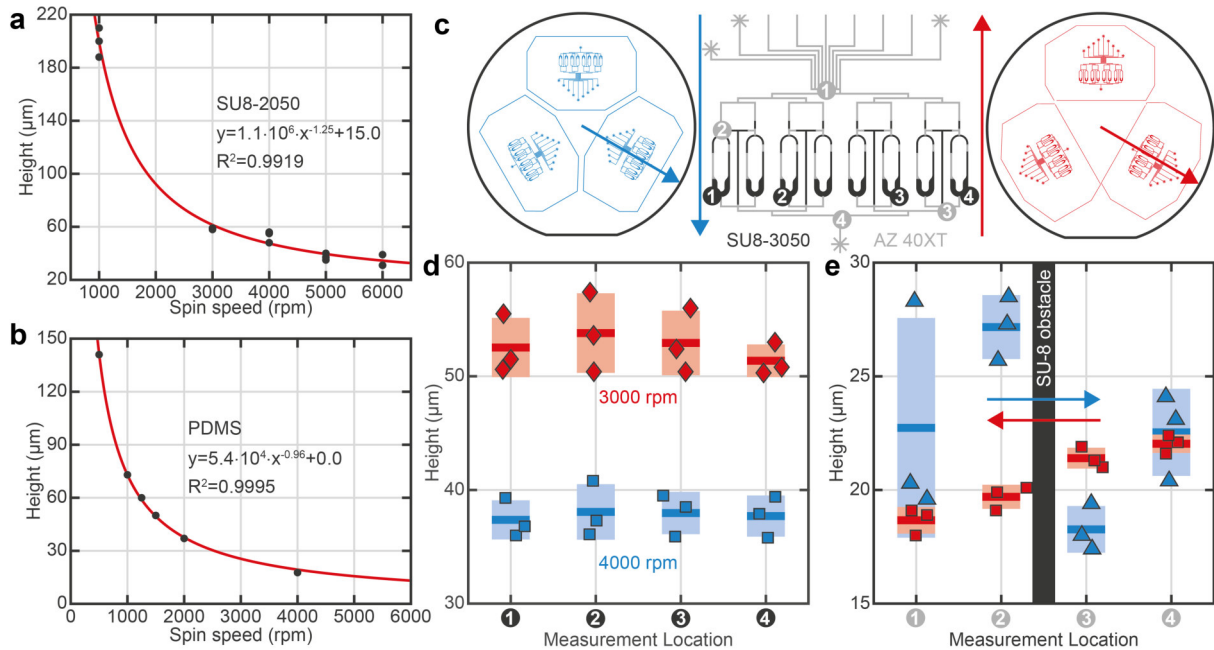 a
220
180
140
100
60
20
Height (µm)
SU8-2050
y=1.1·10⁶·x⁻¹·²⁵+15.0
R²=0.9919
1000 2000 3000 4000 5000 6000
Spin speed (rpm)
b
150
120
90
60
30
0
Height (µm)
PDMS
y=5.4·10⁴·x⁻⁰·⁹⁶+0.0
R²=0.9995
0 1000 2000 3000 4000 5000 6000
Spin speed (rpm)
c
1
2
1 2 3 4
3
4
SU8-3050 AZ 40XT
d
60
50
40
30
Height (µm)
3000 rpm
4000 rpm
1 2 3 4
Measurement Location
e
30
25
20
15
Height (µm)
SU-8 obstacle
1 2 3 4
Measurement Location